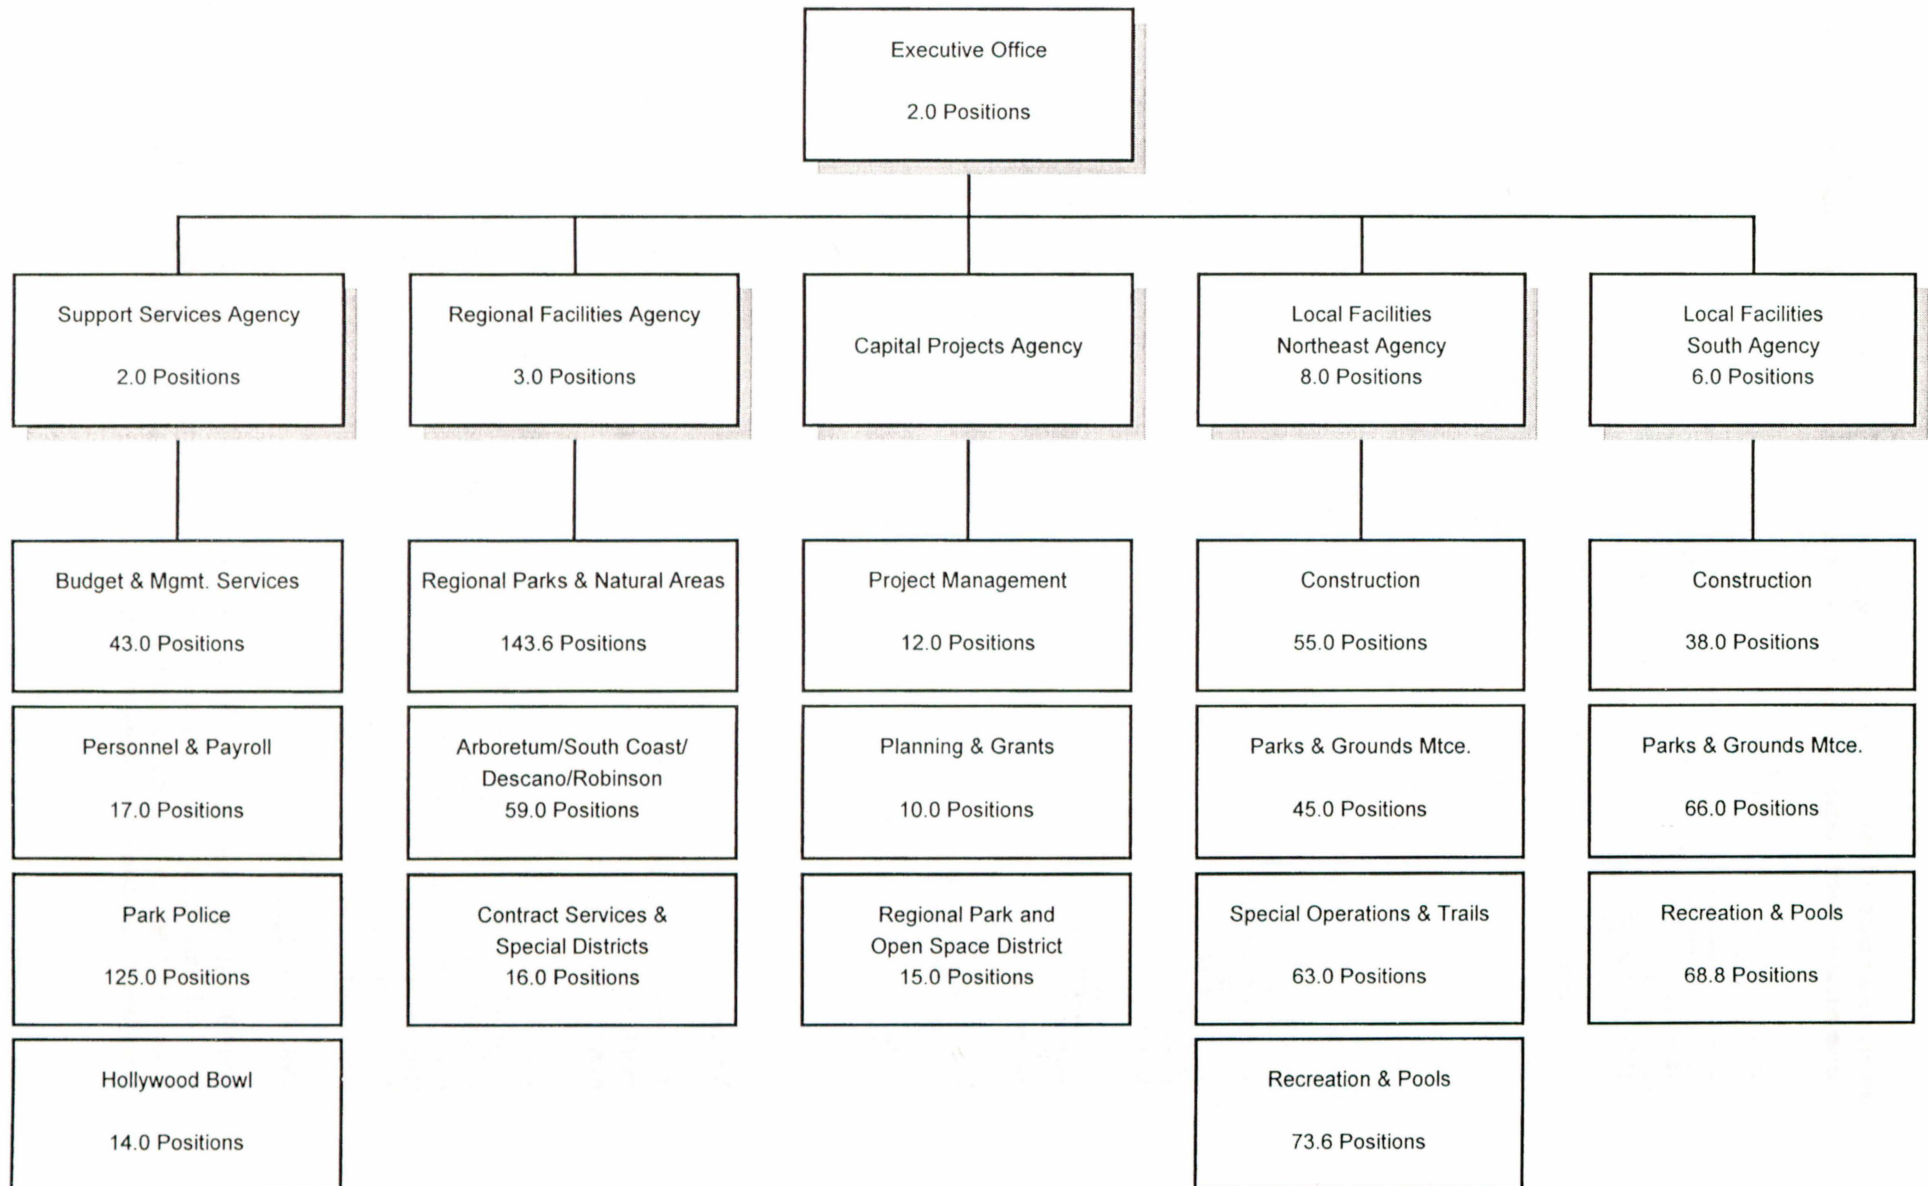 Executive Office
2.0 Positions
Support Services Agency
2.0 Positions
Regional Facilities Agency
3.0 Positions
Capital Projects Agency
Local Facilities
Northeast Agency
8.0 Positions
Local Facilities
South Agency
6.0 Positions
Budget & Mgmt. Services
43.0 Positions
Personnel & Payroll
17.0 Positions
Park Police
125.0 Positions
Hollywood Bowl
14.0 Positions
Regional Parks & Natural Areas
143.6 Positions
Arboretum/South Coast/
Descano/Robinson
59.0 Positions
Contract Services &
Special Districts
16.0 Positions
Project Management
12.0 Positions
Planning & Grants
10.0 Positions
Regional Park and
Open Space District
15.0 Positions
Construction
55.0 Positions
Parks & Grounds Mtce.
45.0 Positions
Special Operations & Trails
63.0 Positions
Recreation & Pools
73.6 Positions
Construction
38.0 Positions
Parks & Grounds Mtce.
66.0 Positions
Recreation & Pools
68.8 Positions